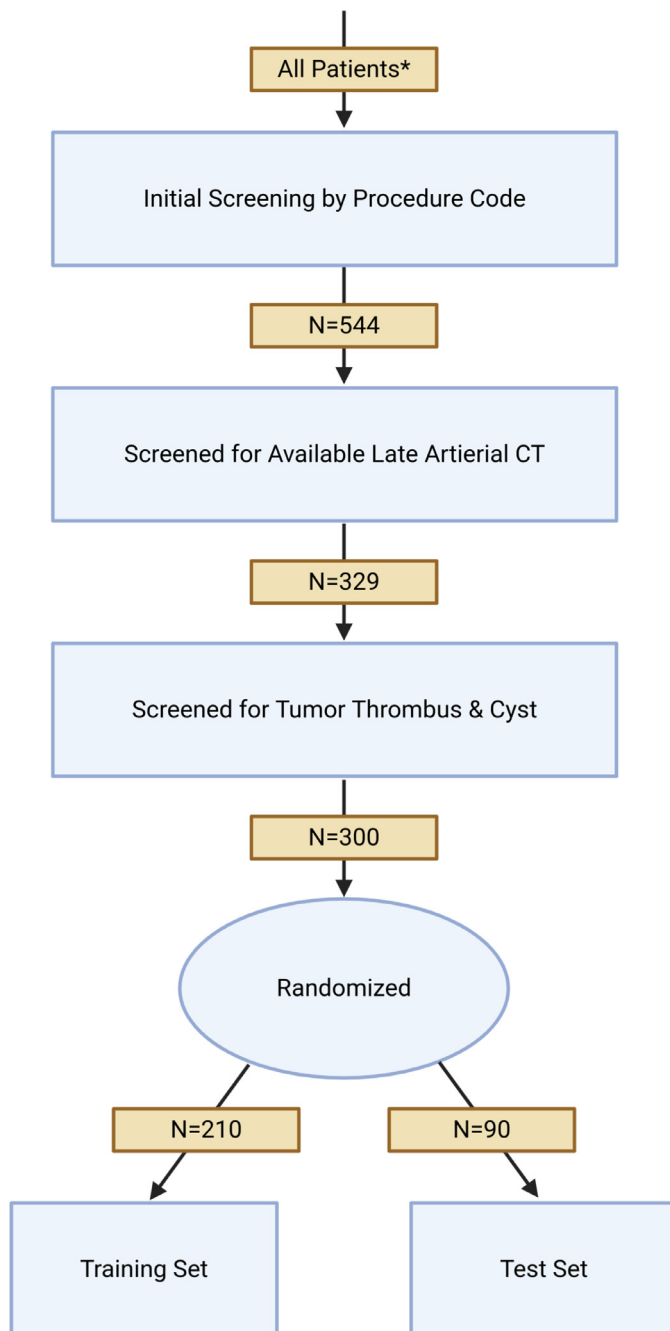 All Patients*
Initial Screening by Procedure Code
N=544
Screened for Available Late Artierial CT
N=329
Screened for Tumor Thrombus & Cyst
N=300
Randomized
N=210
N=90
Training Set
Test Set